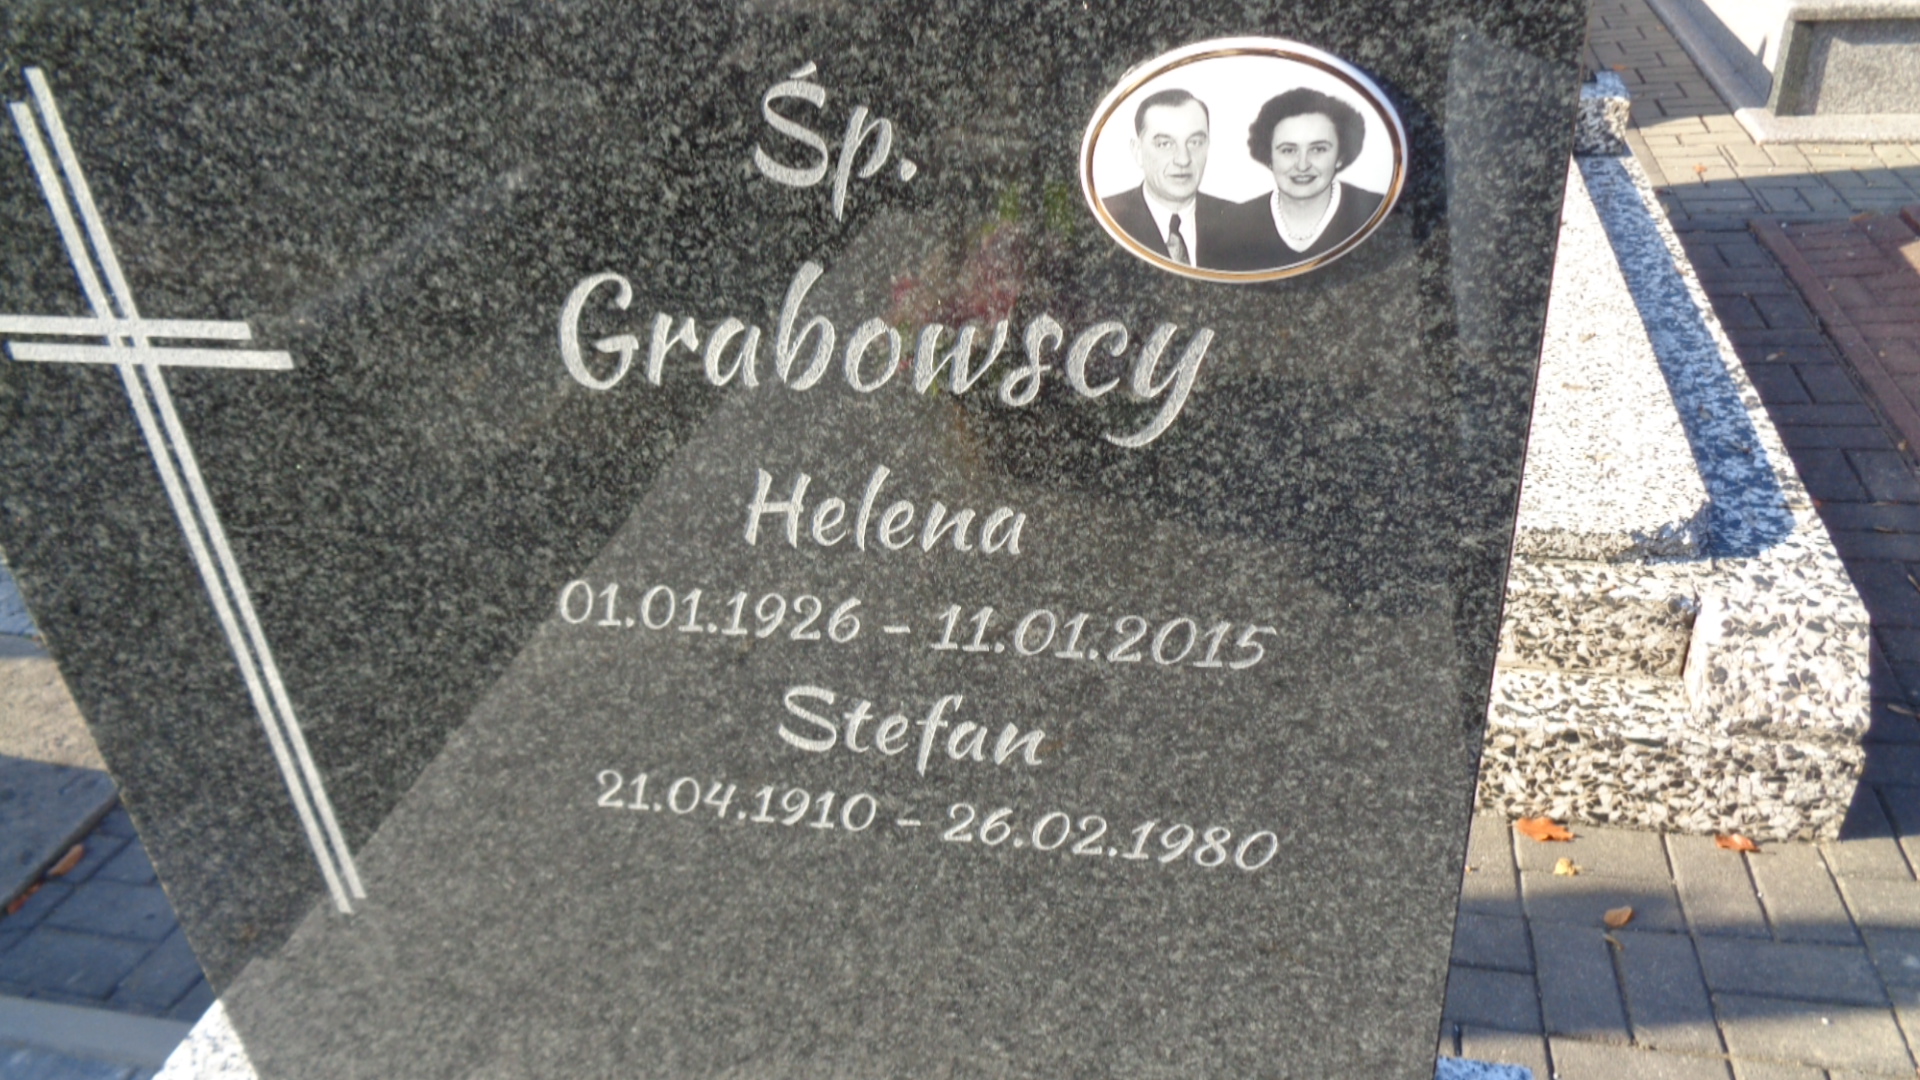 Śp.
Grabowscy
Helena
01.01.1926 - 11.01.2015
Stefan
21.04.1910 - 26.02.1980